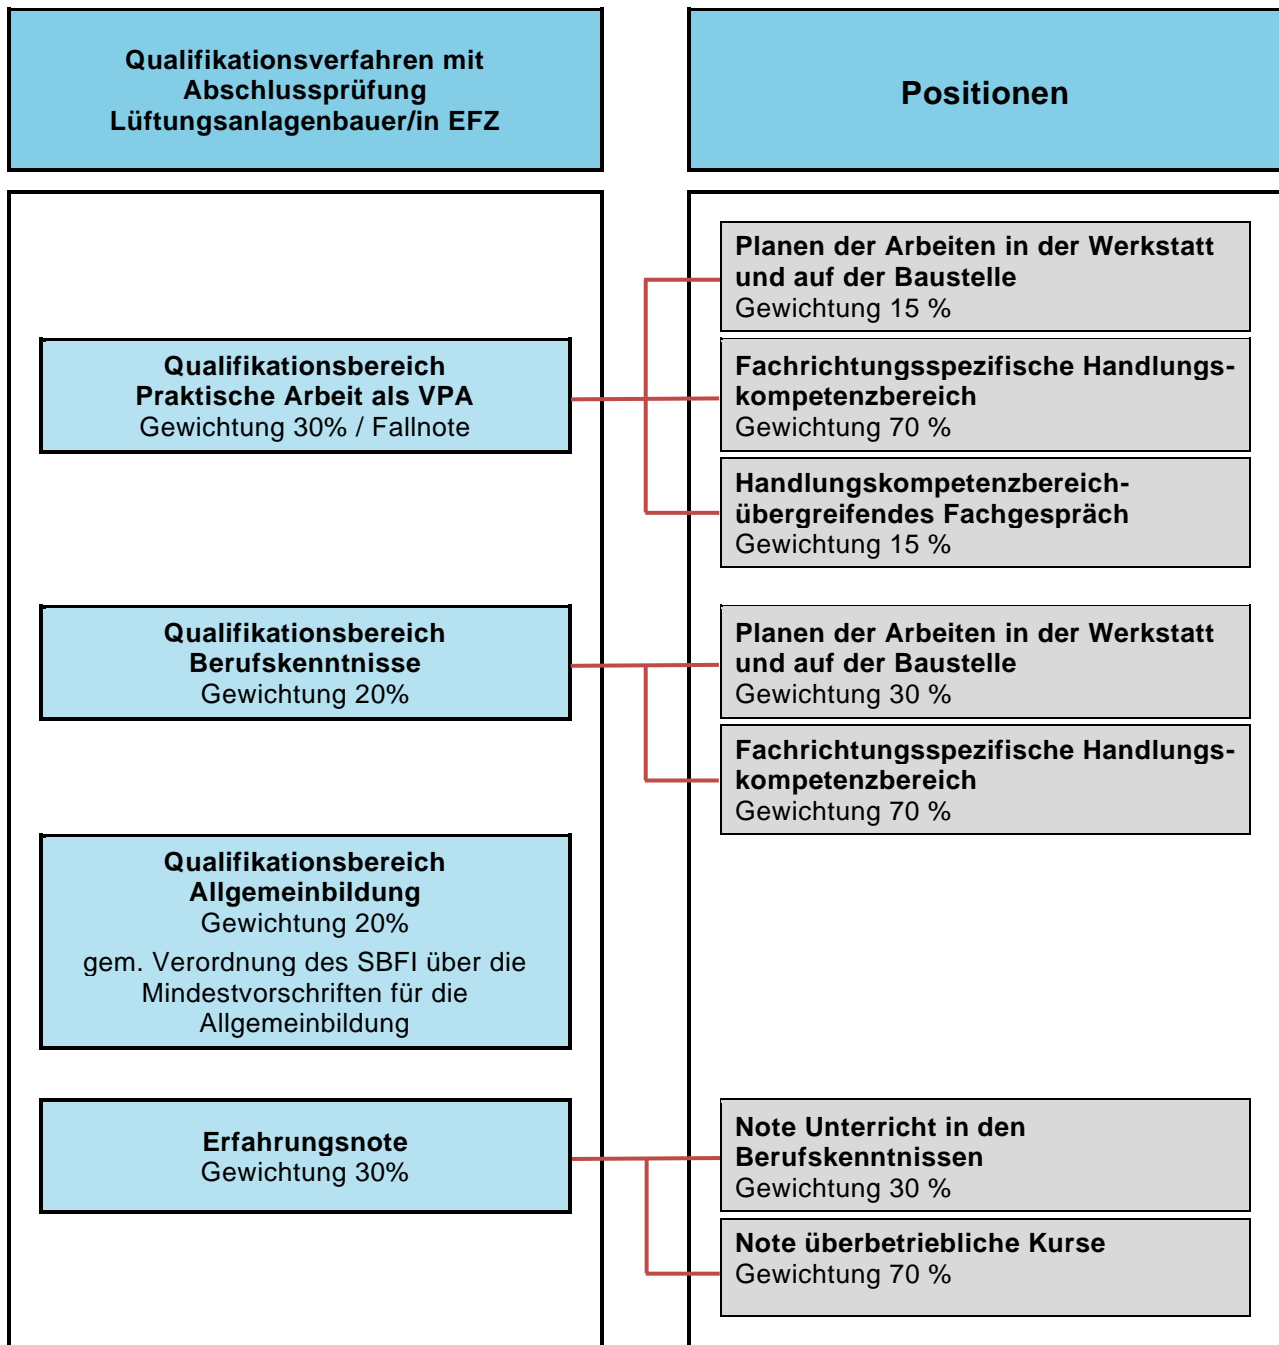 Qualifikationsverfahren mit
Abschlussprüfung
Lüftungsanlagenbauer/in EFZ
Positionen
Qualifikationsbereich
Praktische Arbeit als VPA
Gewichtung 30% / Fallnote
Planen der Arbeiten in der Werkstatt
und auf der Baustelle
Gewichtung 15 %
Fachrichtungsspezifische Handlungs-
kompetenzbereich
Gewichtung 70 %
Handlungskompetenzbereich-
übergreifendes Fachgespräch
Gewichtung 15 %
Qualifikationsbereich
Berufskenntnisse
Gewichtung 20%
Planen der Arbeiten in der Werkstatt
und auf der Baustelle
Gewichtung 30 %
Fachrichtungsspezifische Handlungs-
kompetenzbereich
Gewichtung 70 %
Qualifikationsbereich
Allgemeinbildung
Gewichtung 20%
gem. Verordnung des SBFI über die
Mindestvorschriften für die
Allgemeinbildung
Erfahrungsnote
Gewichtung 30%
Note Unterricht in den
Berufskenntnissen
Gewichtung 30 %
Note überbetriebliche Kurse
Gewichtung 70 %